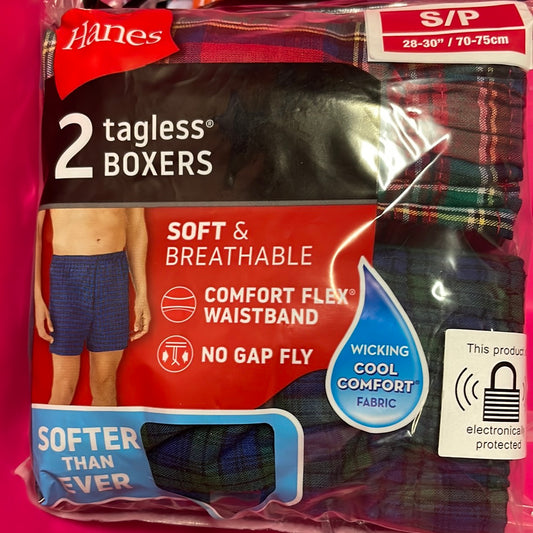 Hanes
S/P
28-30" / 70-75cm
2 tagless®
BOXERS
SOFT &
BREATHABLE
COMFORT FLEX®
WAISTBAND
NO GAP FLY
WICKING
COOL
COMFORT®
FABRIC
SOFTER
THAN
EVER
This product
electronically
protected